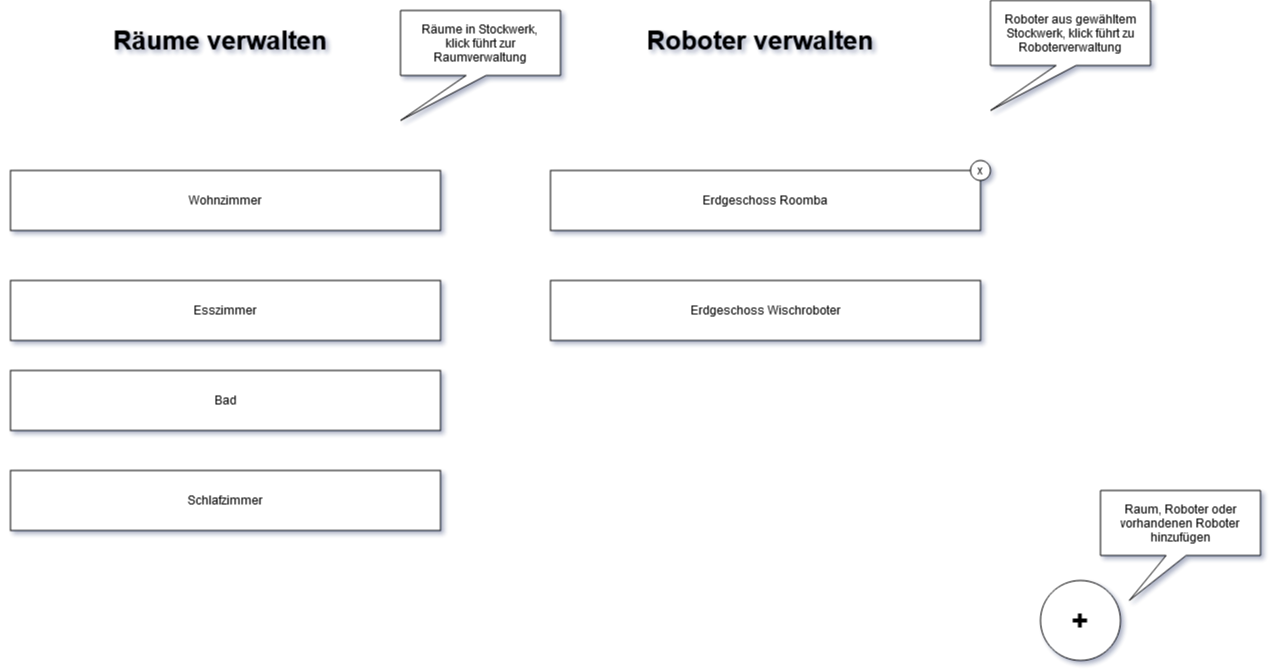 Räume verwalten
Räume in Stockwerk,
klick führt zur
Raumverwaltung
Roboter verwalten
Roboter aus gewähltem
Stockwerk, klick führt zu
Roboterverwaltung
Wohnzimmer
Esszimmer
Bad
Schlafzimmer
x
Erdgeschoss Roomba
Erdgeschoss Wischroboter
Raum, Roboter oder
vorhandenen Roboter
hinzufügen
+